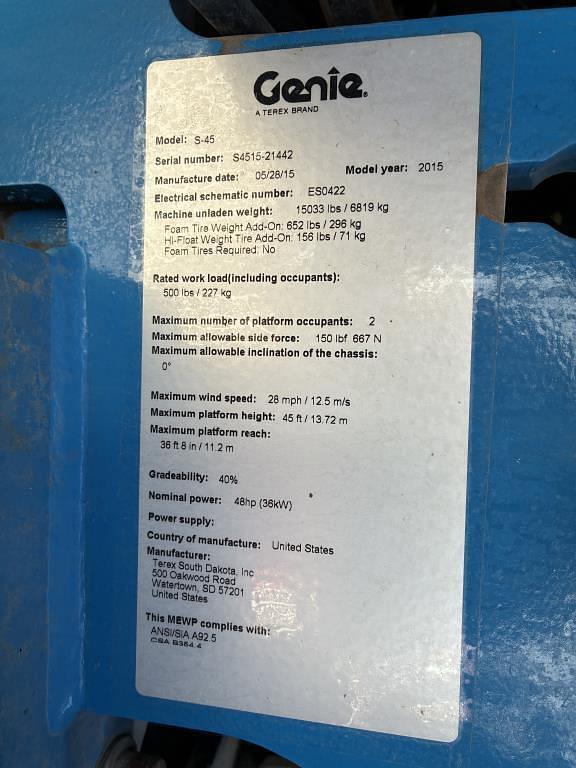 Genie.
A TEREX BRAND
Model: S-45
Serial number: S4515-21442
Manufacture date: 05/28/15 Model year: 2015
Electrical schematic number: ES0422
Machine unladen weight: 15033 lbs / 6819 kg
Foam Tire Weight Add-On: 652 lbs / 296 kg
Hi-Float Weight Tire Add-On: 156 lbs / 71 kg
Foam Tires Required: No
Rated work load(including occupants):
500 lbs / 227 kg
Maximum number of platform occupants: 2
Maximum allowable side force: 150 lbf 667 N
Maximum allowable inclination of the chassis:
0°
Maximum wind speed: 28 mph / 12.5 m/s
Maximum platform height: 45 ft / 13.72 m
Maximum platform reach:
36 ft 8 in / 11.2 m
Gradeability: 40%
Nominal power: 48hp (36kW)
Power supply:
Country of manufacture: United States
Manufacturer:
Terex South Dakota, Inc
500 Oakwood Road
Watertown, SD 57201
United States
This MEWP complies with:
ANSI/SIA A92.5
CSA B354.4